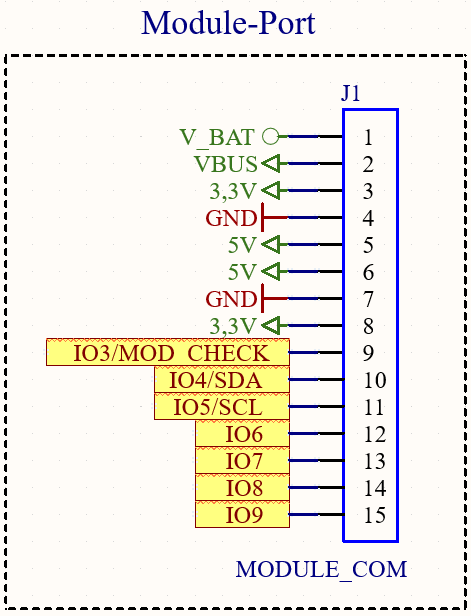 Module-Port
J1
V_BAT 1
VBUS 2
3,3V 3
GND 4
5V 5
5V 6
GND 7
3,3V 8
IO3/MOD_CHECK 9
IO4/SDA 10
IO5/SCL 11
IO6 12
IO7 13
IO8 14
IO9 15
MODULE_COM